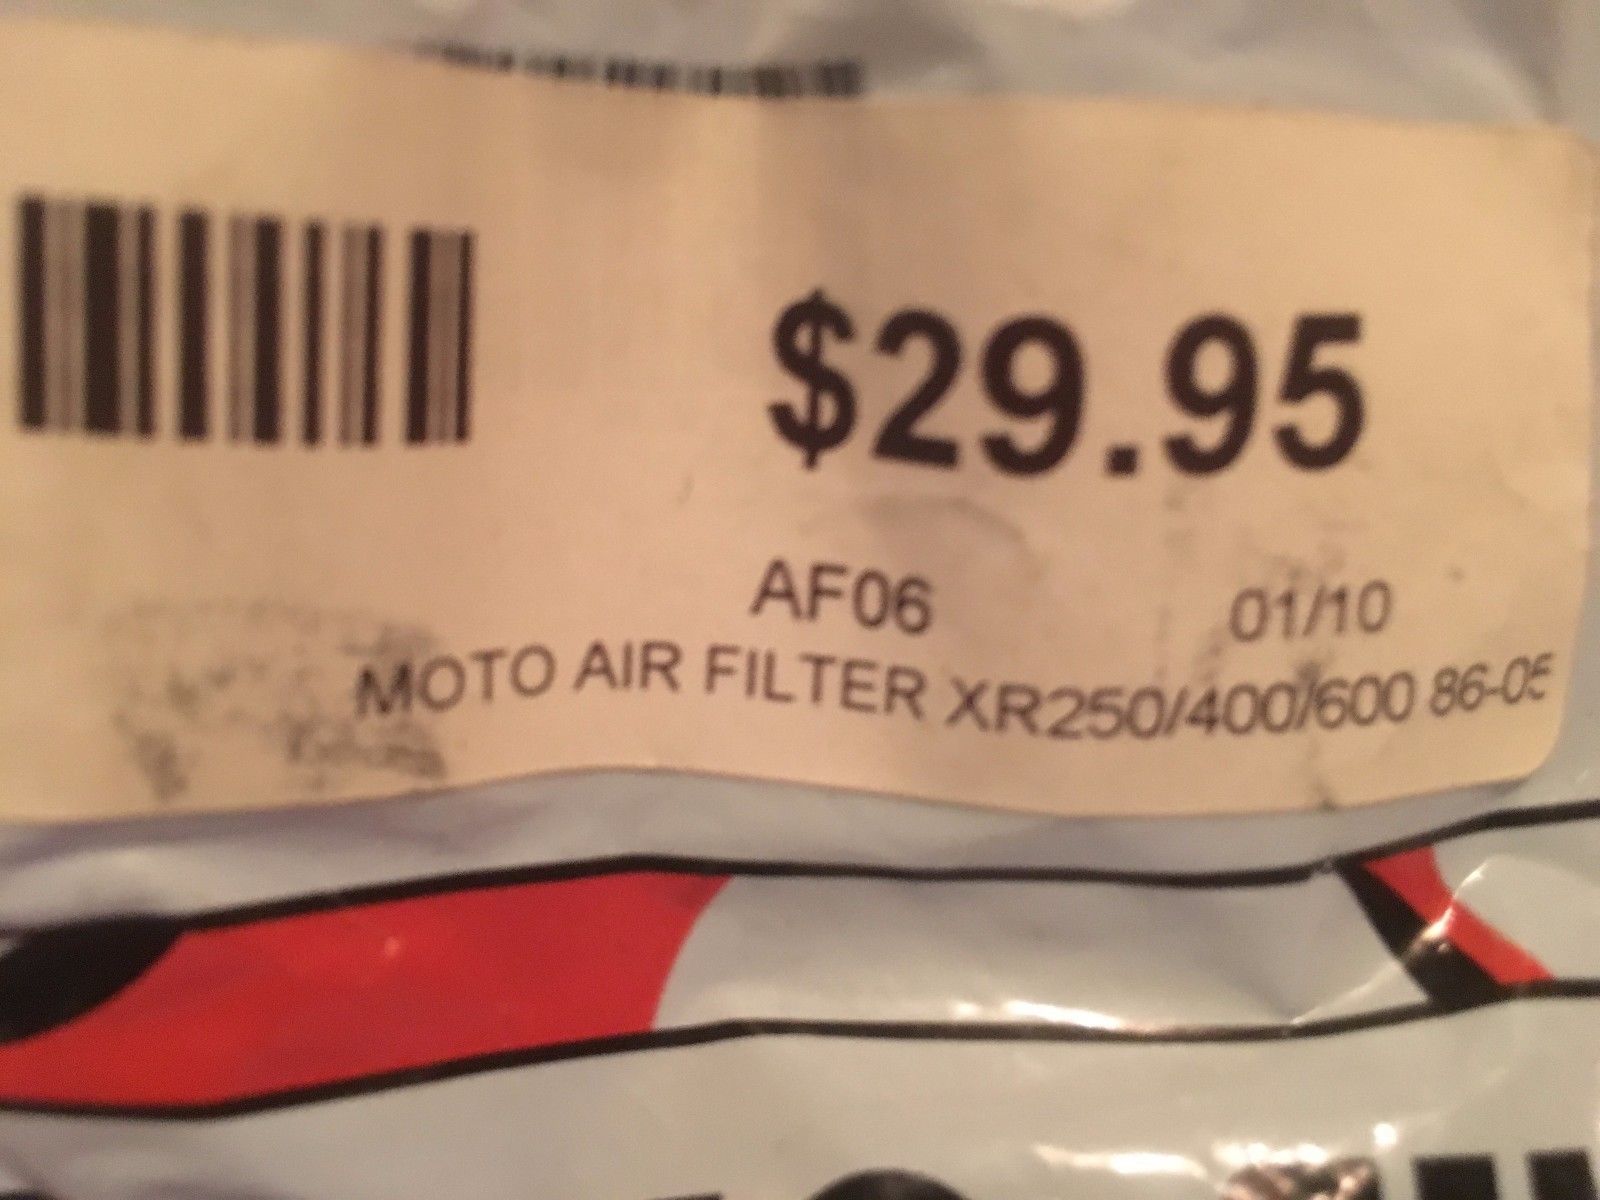 $29.95
AF06 01/10
MOTO AIR FILTER XR250/400/600 86-05